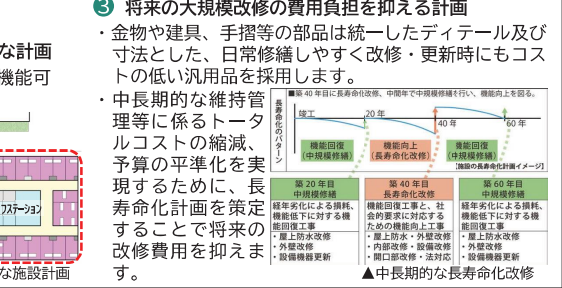 な計画
機能可
フステーション
な施設計画
3 将来の大規模改修の費用負担を抑える計画
・金物や建具、手摺等の部品は統一したディテール及び
寸法とした、日常修繕しやすく改修・更新時にもコス
トの低い汎用品を採用します。
・中長期的な維持管
理等に係るトータ
ルコストの縮減、
予算の平準化を実
現するために、長
寿命化計画を策定
することで将来の
改修費用を抑えま
す。
■築40年目に長寿命化改修、中間年で中規模修繕を行い、機能向上を図る。
長寿命化のパターン
竣工
20年
40年
60年
機能回復
(中規模修繕)
機能向上
(長寿命化改修)
機能回復
(中規模修繕)
【施設の長寿命化計画イメージ】
築20年目
中規模修繕
経年劣化による損耗、
機能低下に対する機
能回復工事
・屋上防水改修
・外壁改修
・設備機器更新
築40年目
長寿命化改修
機能回復工事と、社
会的要求に対応する
ための機能向上工事
・屋上防水・外壁改修
・内部改修・設備改修
・開口部改修・法対応
築60年目
中規模修繕
経年劣化による損耗、
機能低下に対する機
能回復工事
・屋上防水改修
・外壁改修
・設備機器更新
▲中長期的な長寿命化改修